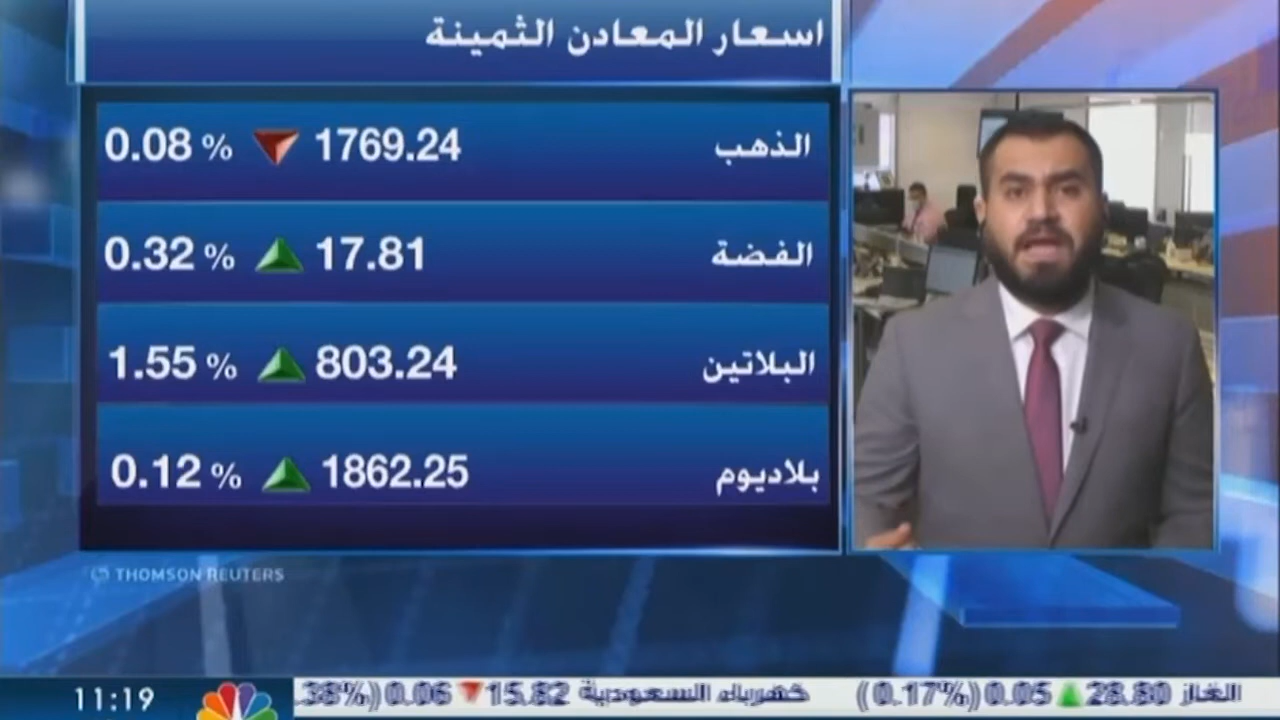 اسعار المعادن الثمينة
الذهب 1769.24 0.08 %
الفضة 17.81 0.32 %
البلاتين 803.24 1.55 %
بلاديوم 1862.25 0.12 %
THOMSON REUTERS
11:19
الغاز 28.80 0.05 (0.17%) كهرباء السعودية 15.82 0.06 .38%)